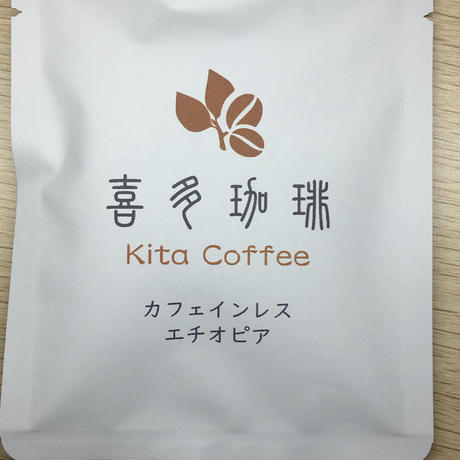 喜多珈琲
Kita Coffee
カフェインレス
エチオピア